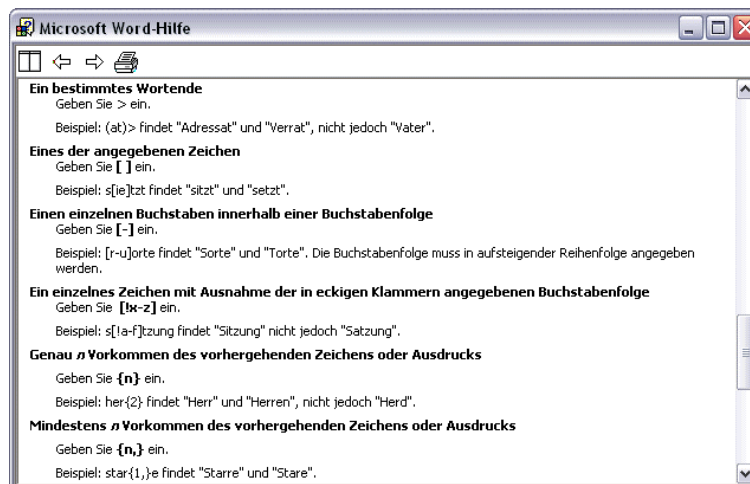 Microsoft Word-Hilfe
Ein bestimmtes Wortende
Geben Sie > ein.
Beispiel: (at)> findet "Adressat" und "Verrat", nicht jedoch "Vater".
Eines der angegebenen Zeichen
Geben Sie [ ] ein.
Beispiel: s[ie]tzt findet "sitzt" und "setzt".
Einen einzelnen Buchstaben innerhalb einer Buchstabenfolge
Geben Sie [-] ein.
Beispiel: [r-u]orte findet "Sorte" und "Torte". Die Buchstabenfolge muss in aufsteigender Reihenfolge angegeben
werden.
Ein einzelnes Zeichen mit Ausnahme der in eckigen Klammern angegebenen Buchstabenfolge
Geben Sie [!x-z] ein.
Beispiel: s[!a-f]tzung findet "Sitzung" nicht jedoch "Satzung".
Genau n Vorkommen des vorhergehenden Zeichens oder Ausdrucks
Geben Sie {n} ein.
Beispiel: her{2} findet "Herr" und "Herren", nicht jedoch "Herd".
Mindestens n Vorkommen des vorhergehenden Zeichens oder Ausdrucks
Geben Sie {n,} ein.
Beispiel: star{1,}e findet "Starre" und "Stare".